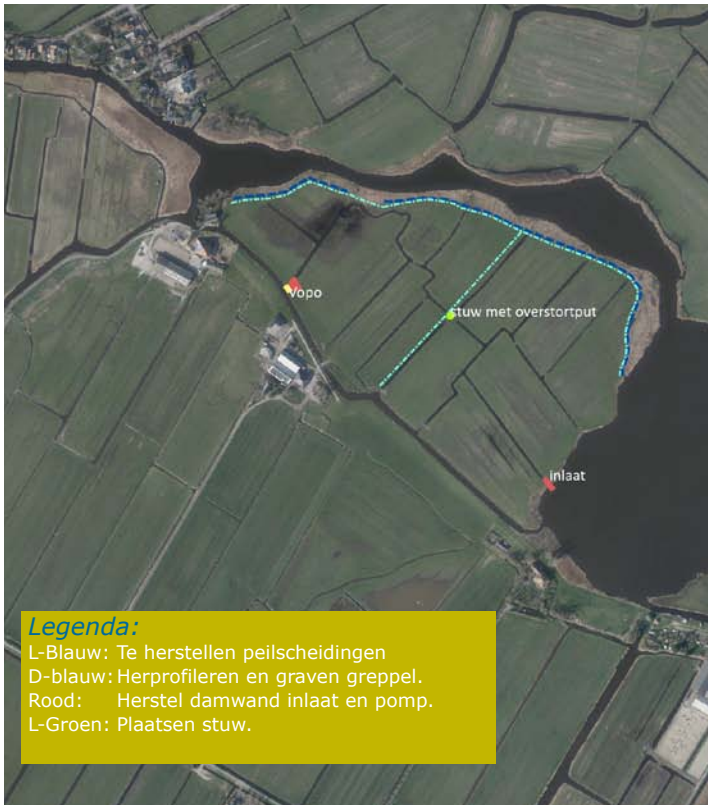 Vopo
stuw met overstortput
inlaat
Legenda:
L-Blauw: Te herstellen peilscheidingen
D-blauw: Herprofileren en graven greppel.
Rood: Herstel damwand inlaat en pomp.
L-Groen: Plaatsen stuw.